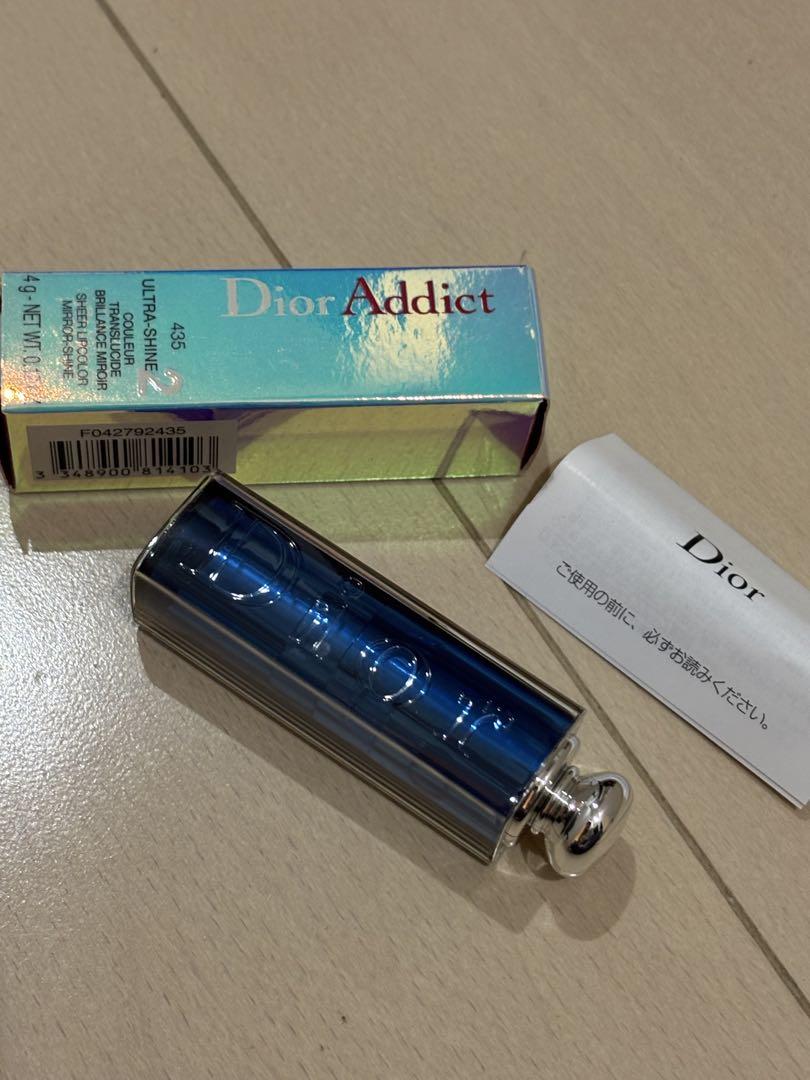 Dior Addict
435
2
ULTRA-SHINE
COULEUR
TRANSLUCIDE
BRILLANCE MIROIR
SHEER LIPCOLOR
MIRROR-SHINE
4 g - NET WT. 0.1
F042792435
3 348900 814103
Dior
Dior
ご使用の前に、必ずお読みください。